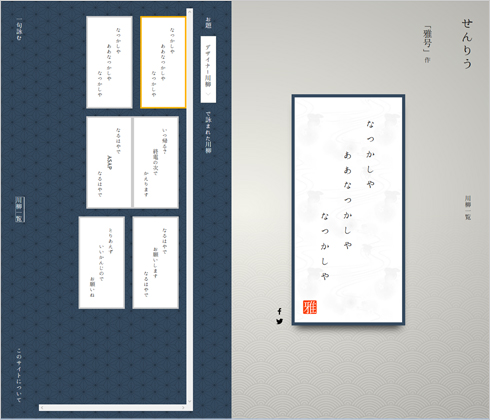 せんりう
川柳一覧
「雅号」作
なつかしや
ああなつかしや
なつかしや
雅
お題
デザイナー川柳
で詠まれた川柳
なつかしや
ああなつかしや
なつかしや
なつかしや
ああなつかしや
なつかしや
いつ帰る?
終電の次で
かえります
なるはやで
ASAP
なるはやで
なるはやで
お願いします
なるはやで
とりあえず
いいかんじので
お願いね
一句詠む
川柳一覧
このサイトについて